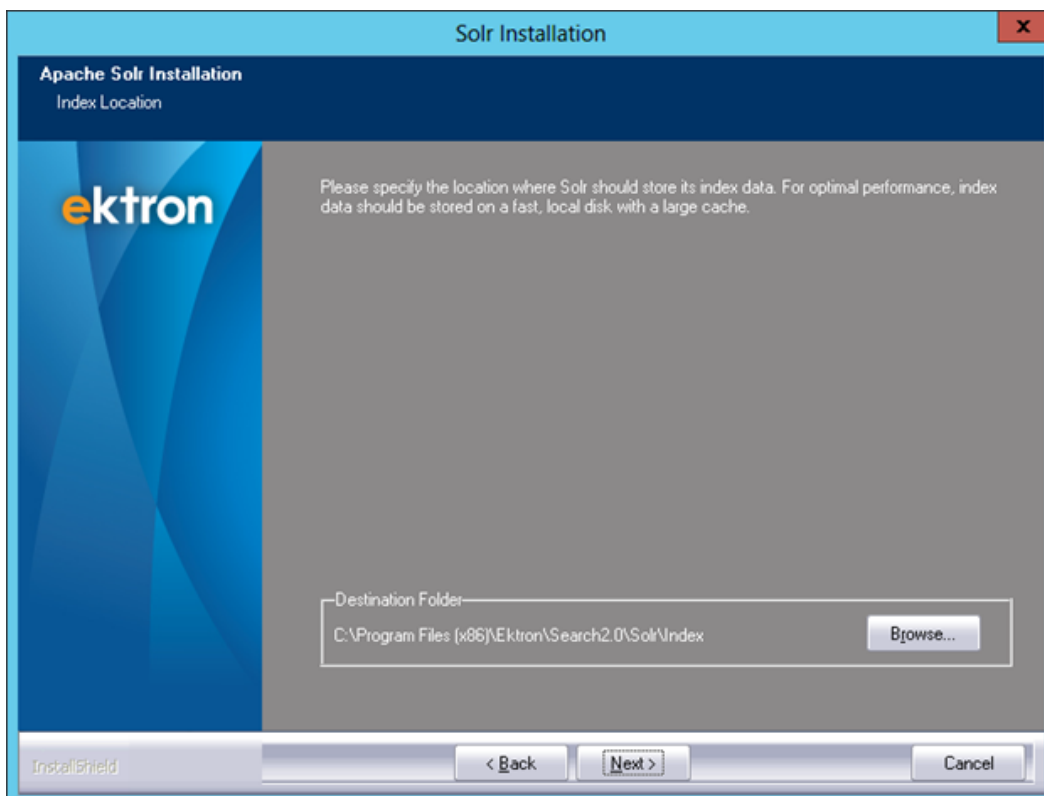 Solr Installation
x
Apache Solr Installation
Index Location
ektron
Please specify the location where Solr should store its index data. For optimal performance, index
data should be stored on a fast, local disk with a large cache.
Destination Folder
C:\Program Files (x86)\Ektron\Search2.0\Solr\Index
Browse...
InstallShield
< Back
Next >
Cancel